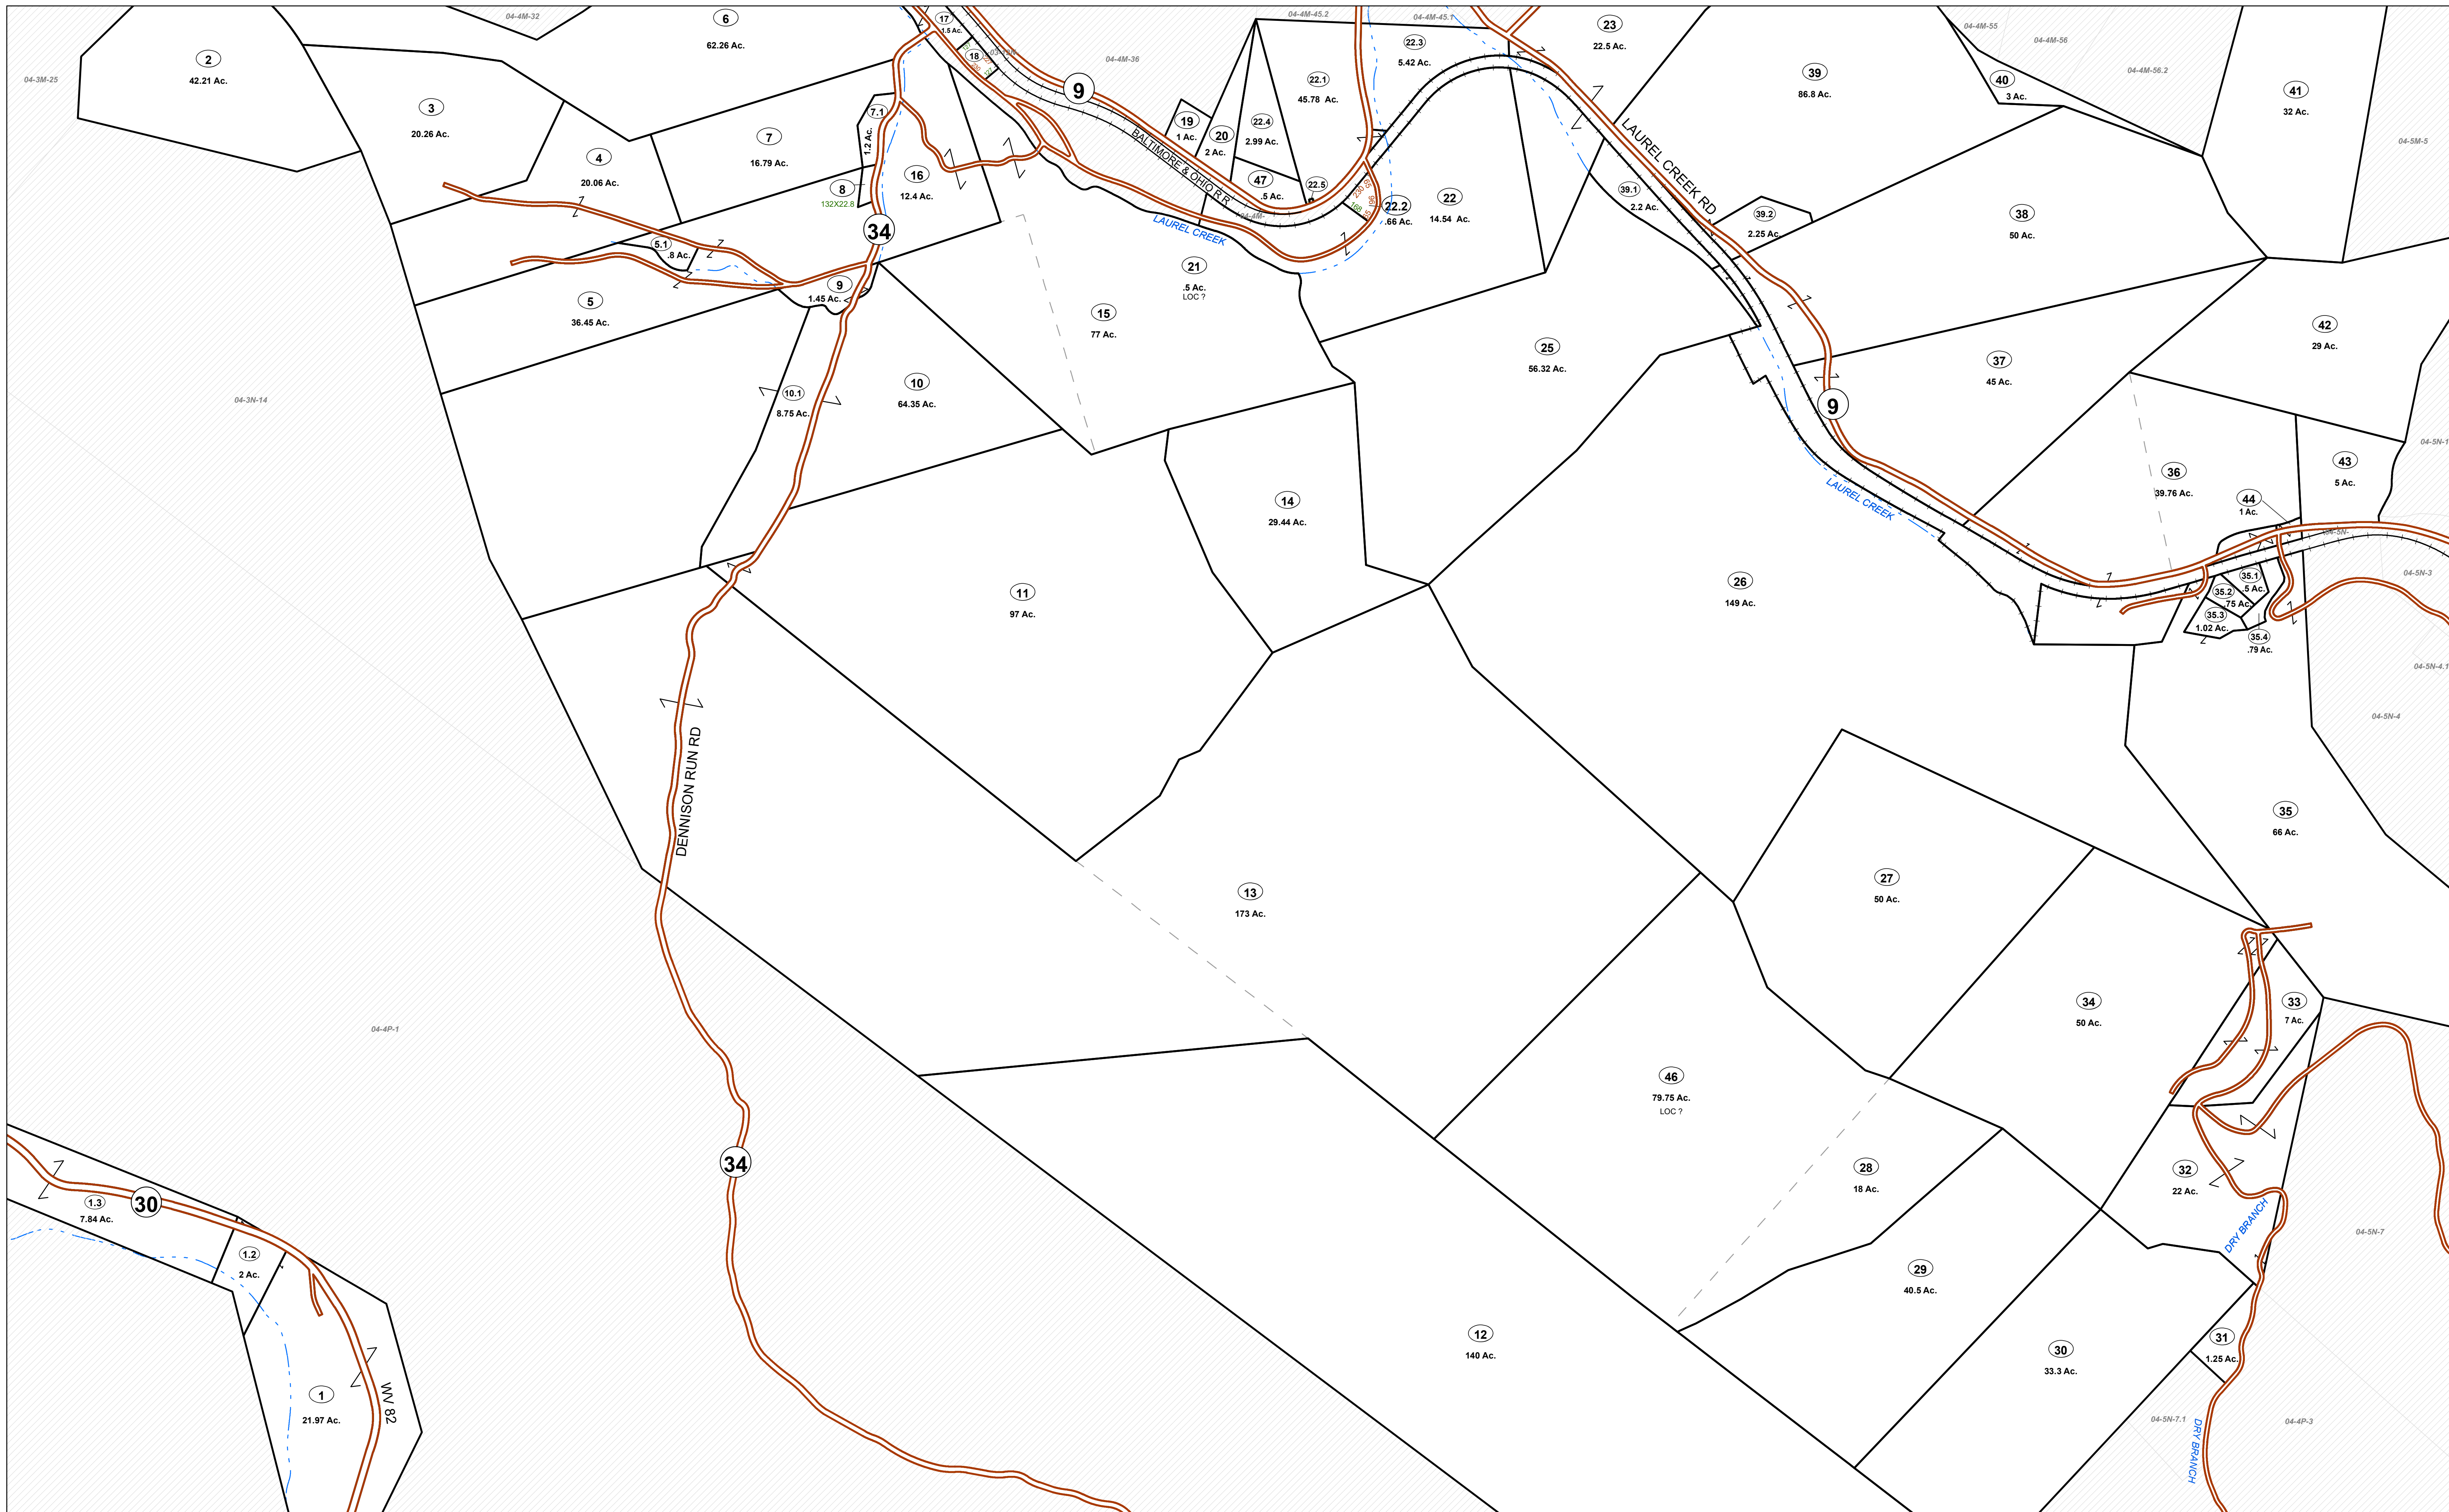 04-4M-32
6
62.26 Ac.
17
1.5 Ac.
18
04-4M-36
04-4M-45.2
04-4M-45.1
22.3
5.42 Ac.
23
22.5 Ac.
04-4M-55
04-4M-56
04-4M-56.2
04-3M-25
2
42.21 Ac.
3
20.26 Ac.
4
20.06 Ac.
7
16.79 Ac.
7.1
1.2 Ac.
8
132X22.8
16
12.4 Ac.
9
BALTIMORE & OHIO R R
19
1 Ac.
20
2 Ac.
22.1
45.78 Ac.
22.4
2.99 Ac.
47
.5 Ac.
22.5
04-4M-
230
168
22.2
.66 Ac.
22
14.54 Ac.
LAUREL CREEK RD
39
86.8 Ac.
40
3 Ac.
41
32 Ac.
04-5M-5
39.1
2.2 Ac.
39.2
2.25 Ac.
38
50 Ac.
34
LAUREL CREEK
5.1
.8 Ac.
5
36.45 Ac.
9
1.45 Ac.
21
.5 Ac.
LOC ?
15
77 Ac.
25
56.32 Ac.
42
29 Ac.
37
45 Ac.
9
04-3N-14
10.1
8.75 Ac.
10
64.35 Ac.
14
29.44 Ac.
LAUREL CREEK
36
39.76 Ac.
43
5 Ac.
04-5N-1
44
1 Ac.
04-5N-
04-5N-3
11
97 Ac.
26
149 Ac.
35.1
.5 Ac.
35.2
.75 Ac.
35.3
1.02 Ac.
35.4
.79 Ac.
04-5N-4.1
04-5N-4
DENNISON RUN RD
35
66 Ac.
13
173 Ac.
27
50 Ac.
34
50 Ac.
33
7 Ac.
04-4P-1
46
79.75 Ac.
LOC ?
34
28
18 Ac.
32
22 Ac.
DRY BRANCH
04-5N-7
30
1.3
7.84 Ac.
1.2
2 Ac.
29
40.5 Ac.
12
140 Ac.
30
33.3 Ac.
31
1.25 Ac.
1
21.97 Ac.
WV 82
04-5N-7.1
04-4P-3
DRY BRANCH